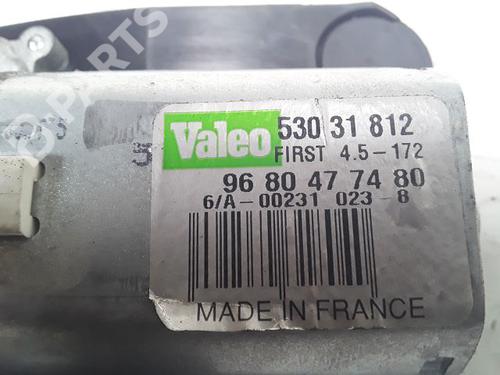 B-PARTS
Valeo 530 31 812
FIRST 4.5-172
96 80 47 74 80
6/A-00231 023-8
MADE IN FRANCE